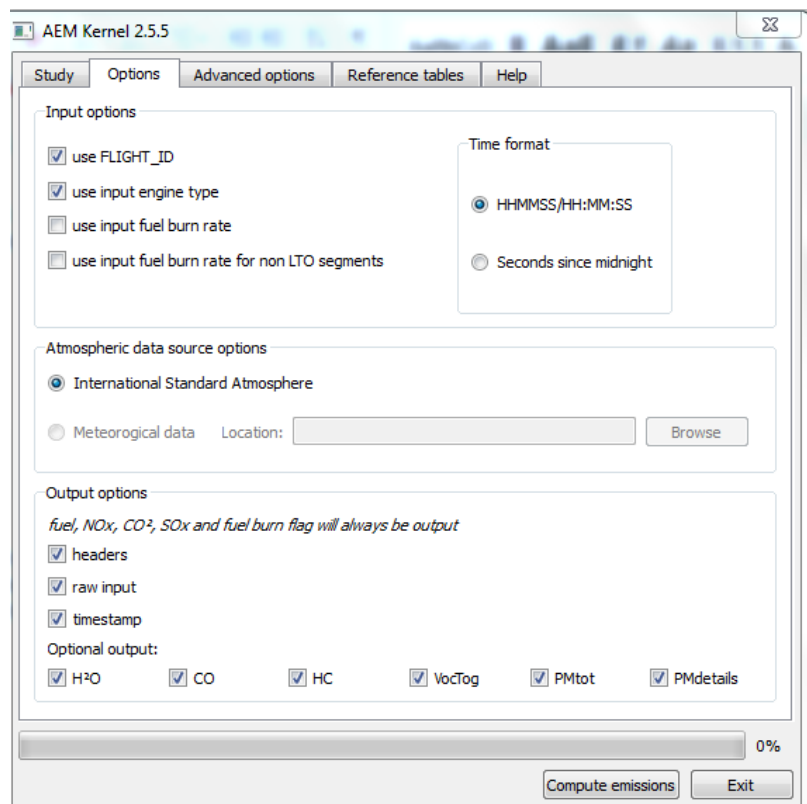 AEM Kernel 2.5.5
Study Options Advanced options Reference tables Help
Input options
use FLIGHT_ID
use input engine type
use input fuel burn rate
use input fuel burn rate for non LTO segments
Time format
HHMMSS/HH:MM:SS
Seconds since midnight
Atmospheric data source options
International Standard Atmosphere
Meteorogical data Location: Browse
Output options
fuel, NOx, CO², SOx and fuel burn flag will always be output
headers
raw input
timestamp
Optional output:
H²O CO HC VocTog PMtot PMdetails
0%
Compute emissions Exit